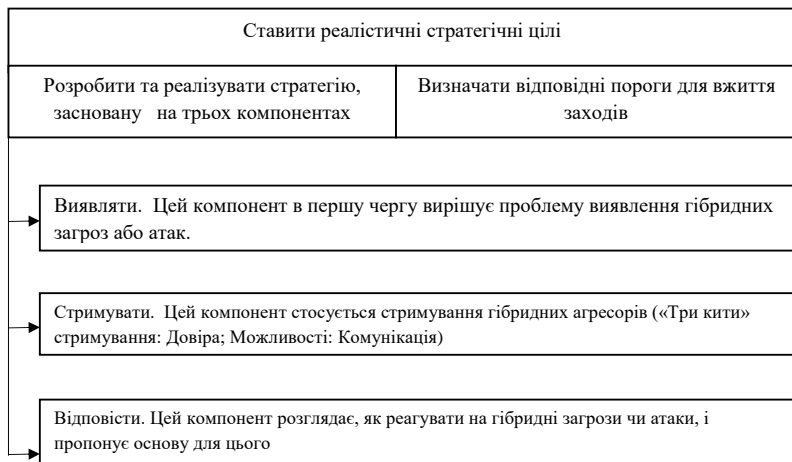 Ставити реалістичні стратегічні цілі
Розробити та реалізувати стратегію,
засновану на трьох компонентах
Визначати відповідні пороги для вжиття
заходів
Виявляти. Цей компонент в першу чергу вирішує проблему виявлення гібридних
загроз або атак.
Стримувати. Цей компонент стосується стримування гібридних агресорів («Три кити»
стримування: Довіра; Можливості: Комунікація)
Відповісти. Цей компонент розглядає, як реагувати на гібридні загрози чи атаки, і
пропонує основу для цього